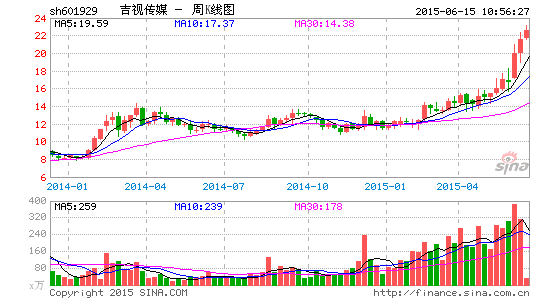 sh601929 吉视传媒 - 周K线图 2015-06-15 10:56:27
MA5:19.59 MA10:17.37 MA30:14.38
24
22
20
18
16
14
12
10
8
6
sina
2014-01 2014-04 2014-07 2014-10 2015-01 2015-04
MA5:259 MA10:239 MA30:178
400
320
240
160
80
x万
Copyright 2015 SINA.COM http://finance.sina.com.cn